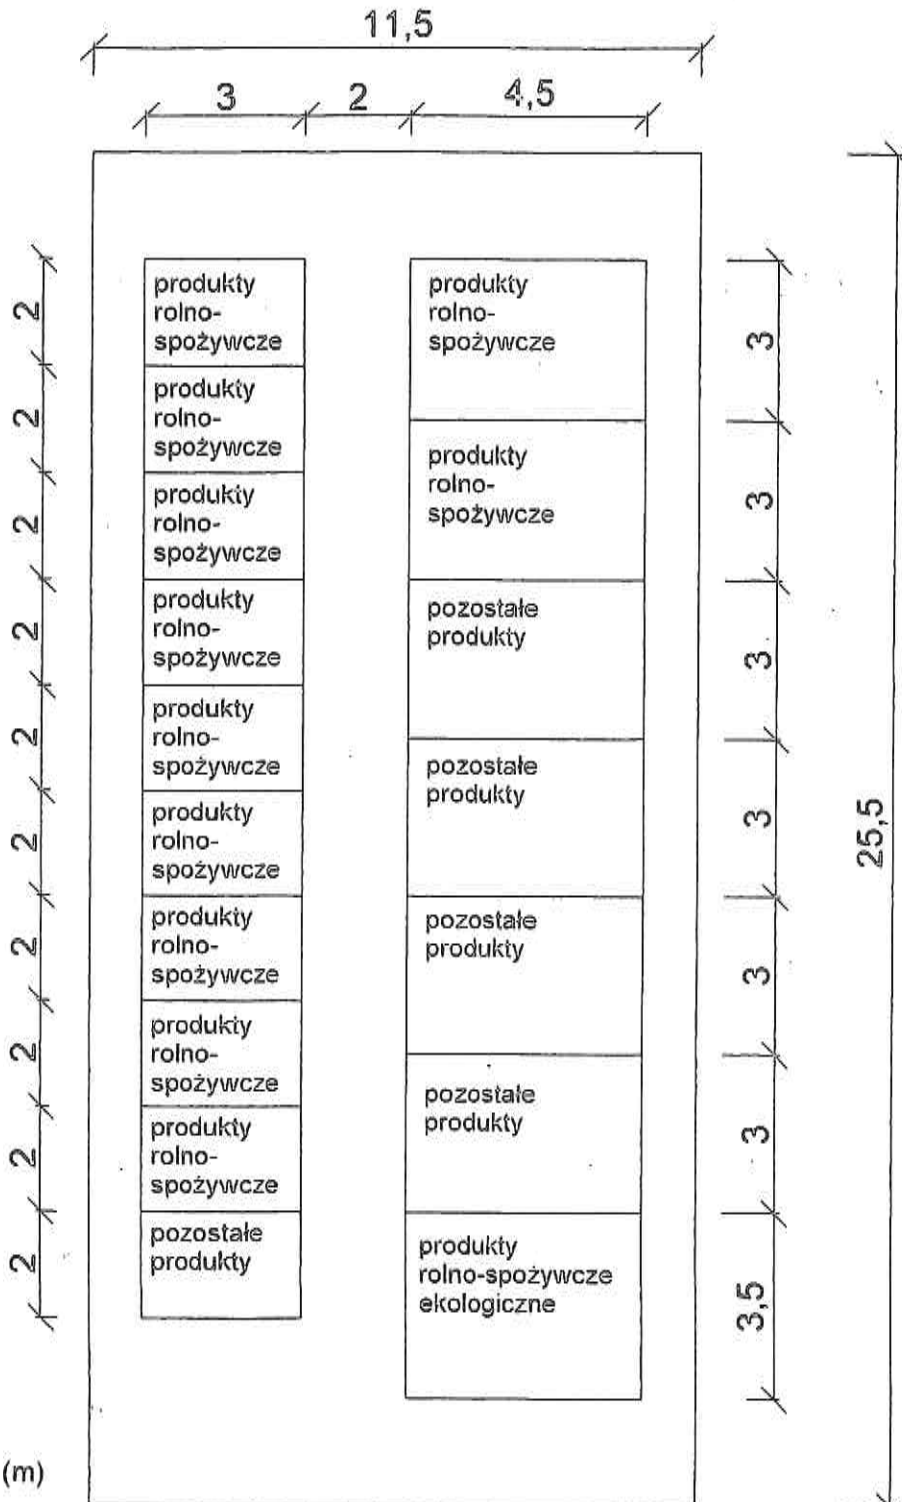 11,5
3
2
4,5
2
produkty
rolno-
spożywcze
2
produkty
rolno-
spożywcze
2
produkty
rolno-
spożywcze
2
produkty
rolno-
spożywcze
2
produkty
rolno-
spożywcze
2
produkty
rolno-
spożywcze
2
produkty
rolno-
spożywcze
2
produkty
rolno-
spożywcze
2
produkty
rolno-
spożywcze
2
pozostałe
produkty
produkty
rolno-
spożywcze
3
produkty
rolno-
spożywcze
3
pozostałe
produkty
3
pozostałe
produkty
3
pozostałe
produkty
3
pozostałe
produkty
3
produkty
rolno-spożywcze
ekologiczne
3,5
25,5
(m)